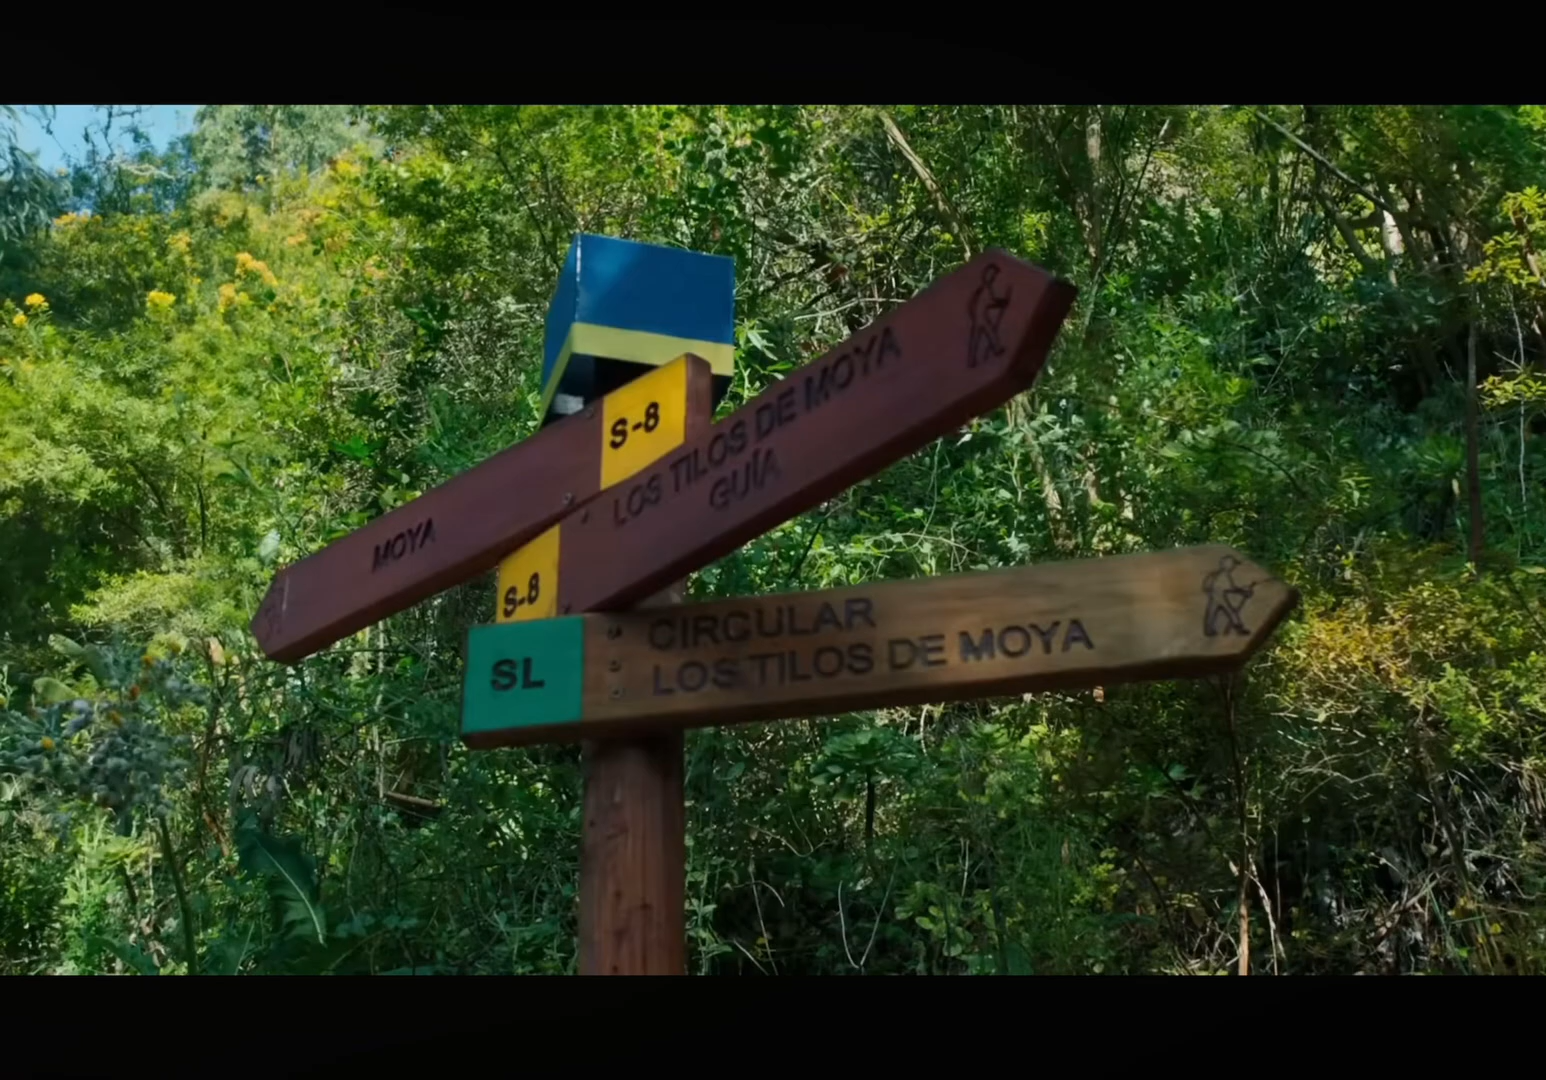 S-8
MOYA
LOS TILOS DE MOYA
GUÍA
S-8
SL
CIRCULAR
LOS TILOS DE MOYA